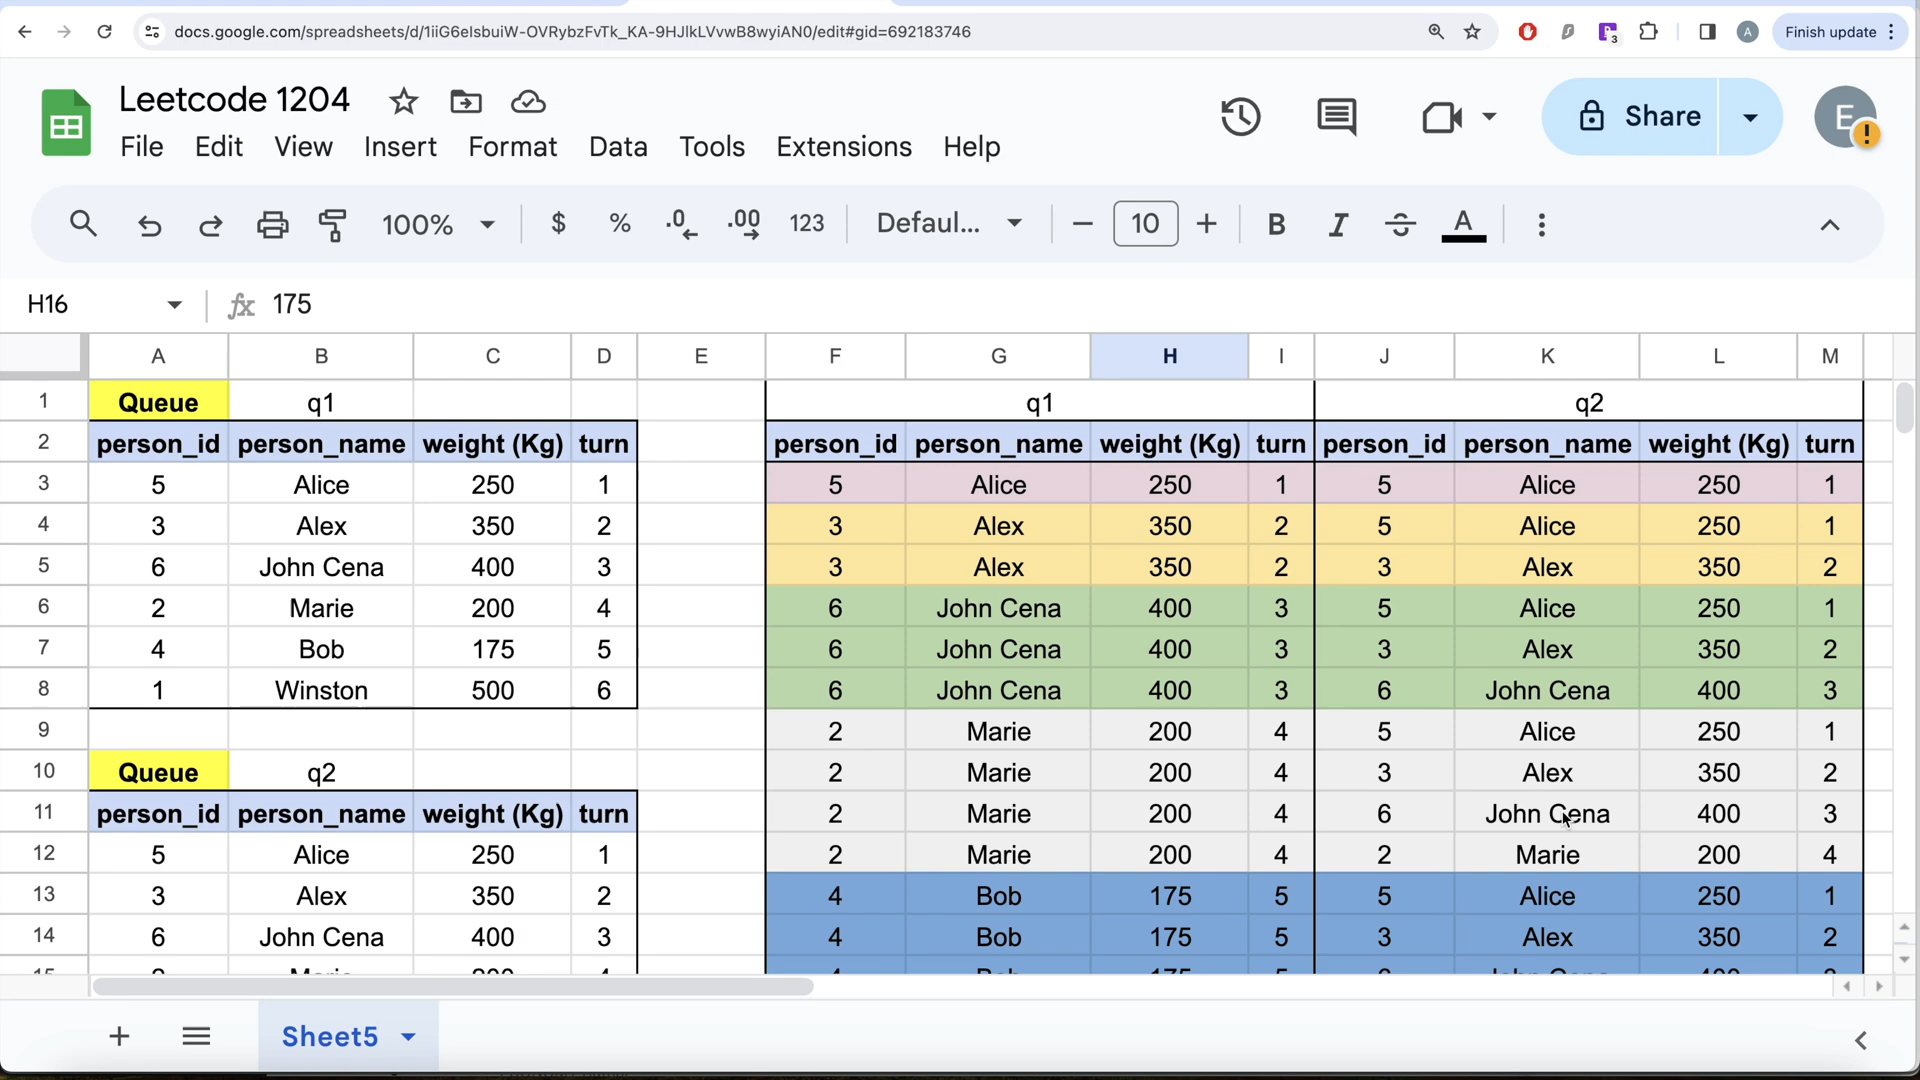 docs.google.com/spreadsheets/d/1iiG6eIsbuiW-OVRybzFvTk_KA-9HJlkLVvwB8wyiAN0/edit#gid=692183746
3
A
Finish update
Leetcode 1204
File Edit View Insert Format Data Tools Extensions Help
Share
E
100% $ % .0 .00 123 Defaul... 10 B I S A
H16 fx 175
A B C D E F G H I J K L M
1 Queue q1 q1 q2
2 person_id person_name weight (Kg) turn person_id person_name weight (Kg) turn person_id person_name weight (Kg) turn
3 5 Alice 250 1 5 Alice 250 1 5 Alice 250 1
4 3 Alex 350 2 3 Alex 350 2 5 Alice 250 1
5 6 John Cena 400 3 3 Alex 350 2 3 Alex 350 2
6 2 Marie 200 4 6 John Cena 400 3 5 Alice 250 1
7 4 Bob 175 5 6 John Cena 400 3 3 Alex 350 2
8 1 Winston 500 6 6 John Cena 400 3 6 John Cena 400 3
9 2 Marie 200 4 5 Alice 250 1
10 Queue q2 2 Marie 200 4 3 Alex 350 2
11 person_id person_name weight (Kg) turn 2 Marie 200 4 6 John Cena 400 3
12 5 Alice 250 1 2 Marie 200 4 2 Marie 200 4
13 3 Alex 350 2 4 Bob 175 5 5 Alice 250 1
14 6 John Cena 400 3 4 Bob 175 5 3 Alex 350 2
Sheet5